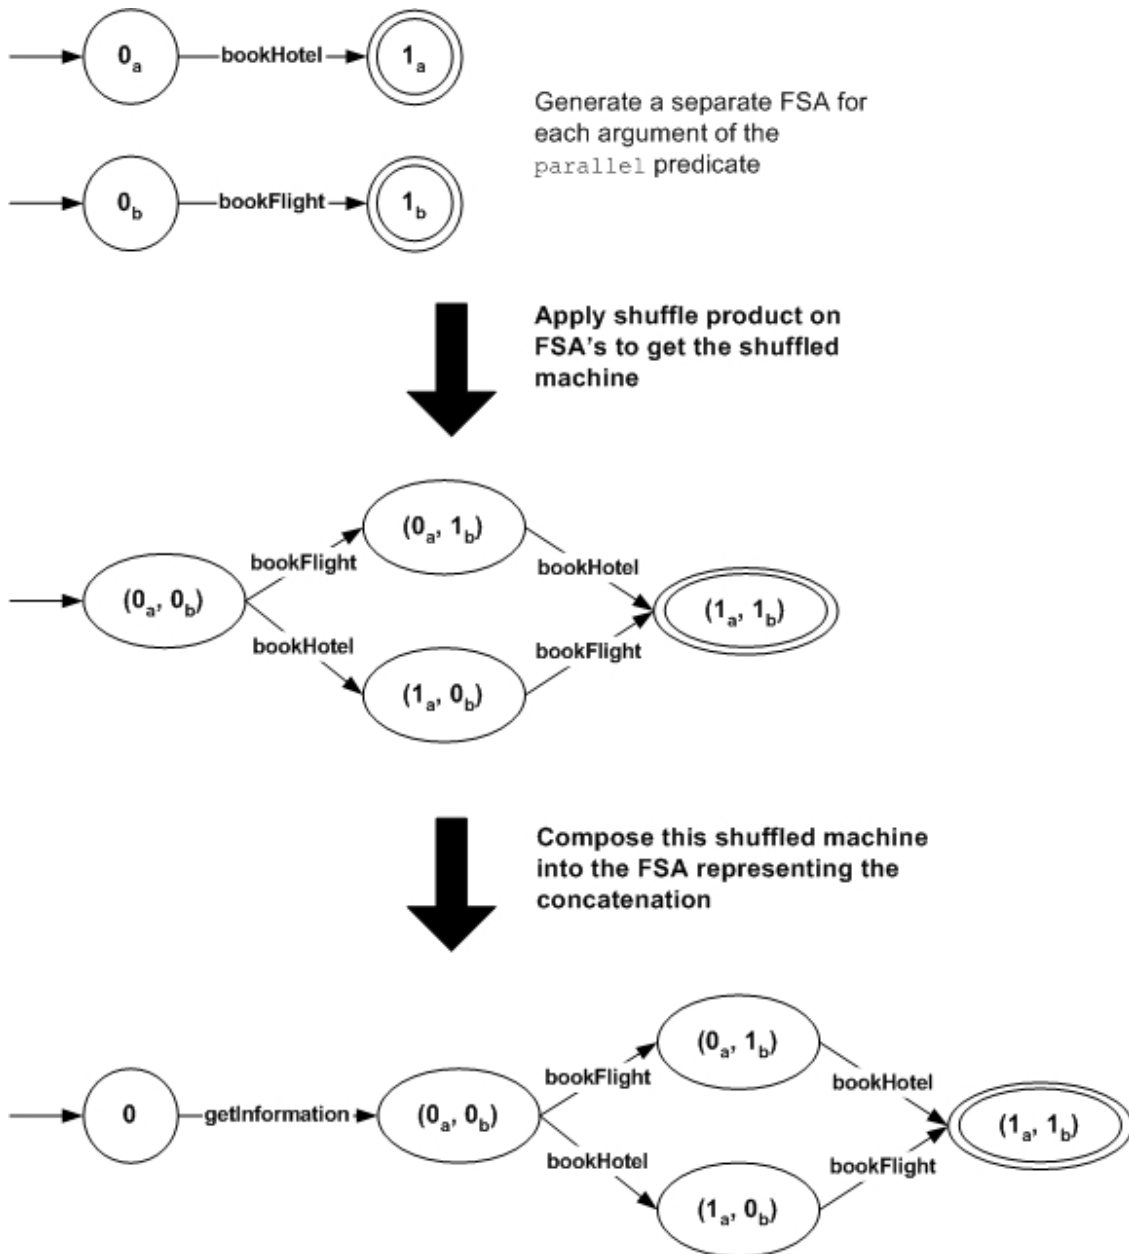 0a bookHotel 1a
Generate a separate FSA for
each argument of the
parallel predicate
0b bookFlight 1b
Apply shuffle product on
FSA's to get the shuffled
machine
(0a, 1b)
bookFlight bookHotel
(0a, 0b) (1a, 1b)
bookHotel bookFlight
(1a, 0b)
Compose this shuffled machine
into the FSA representing the
concatenation
(0a, 1b)
bookFlight bookHotel
0 getInformation (0a, 0b) (1a, 1b)
bookHotel bookFlight
(1a, 0b)